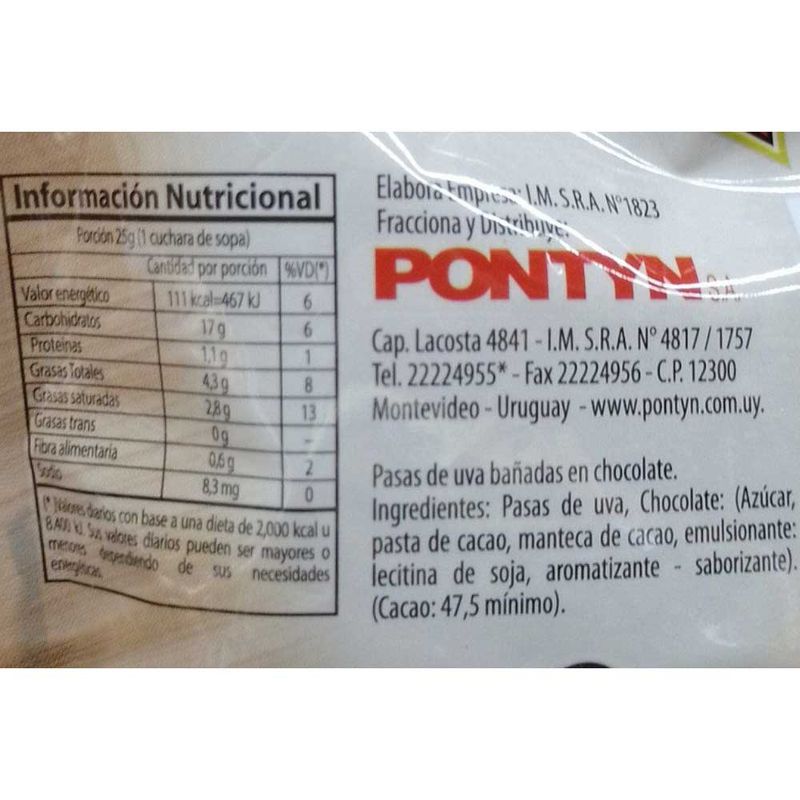 Información Nutricional
Porción 25g (1 cuchara de sopa)
Cantidad por porción %VD(*)
Valor energético 111 kcal=467 kJ 6
Carbohidratos 17 g 6
Proteinas 1,1 g 1
Grasas Totales 4,3 g 8
Grasas saturadas 2,8 g 13
Grasas trans 0 g -
Fibra alimentaria 0,6 g 2
Sodio 8,3 mg 0
(* Valores diarios con base a una dieta de 2,000 kcal u
8.400 kJ. Sus valores diarios pueden ser mayores o
menores dependiendo de sus necesidades
energéticas.
Elabora Empresa: I.M.S.R.A. N°1823
Fracciona y Distribuye:
PONTYN S.A.
Cap. Lacosta 4841 - I.M. S.R.A. N° 4817 / 1757
Tel. 22224955* - Fax 22224956 - C.P. 12300
Montevideo - Uruguay - www.pontyn.com.uy.
Pasas de uva bañadas en chocolate.
Ingredientes: Pasas de uva, Chocolate: (Azúcar,
pasta de cacao, manteca de cacao, emulsionante:
lecitina de soja, aromatizante - saborizante).
(Cacao: 47,5 mínimo).